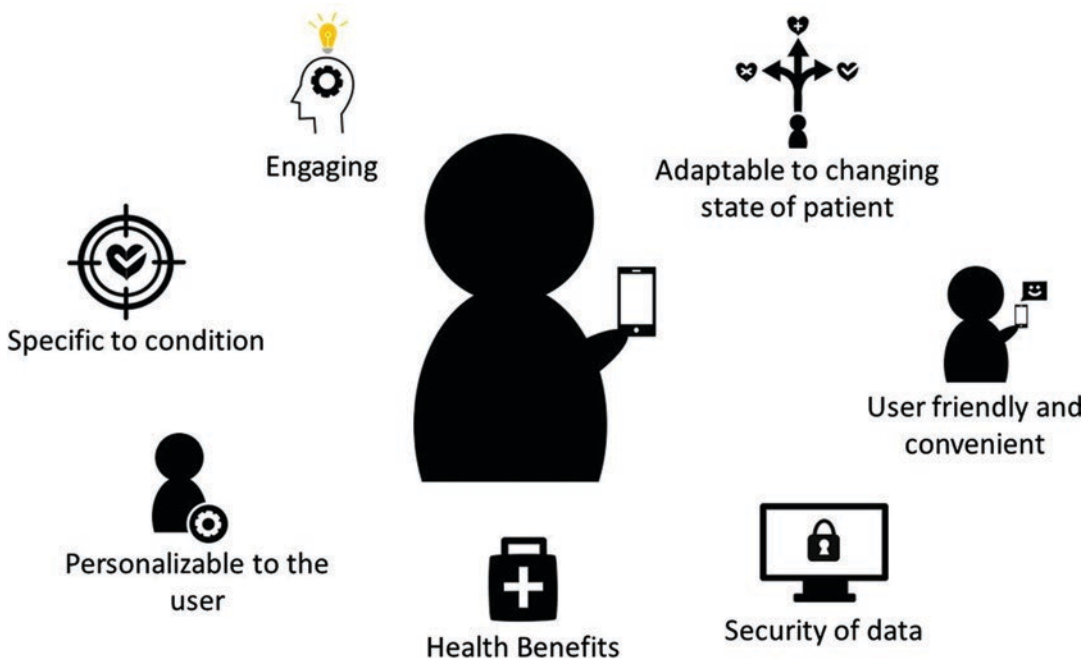 Engaging
Adaptable to changing
state of patient
Specific to condition
User friendly and
convenient
Personalizable to the
user
Health Benefits
Security of data